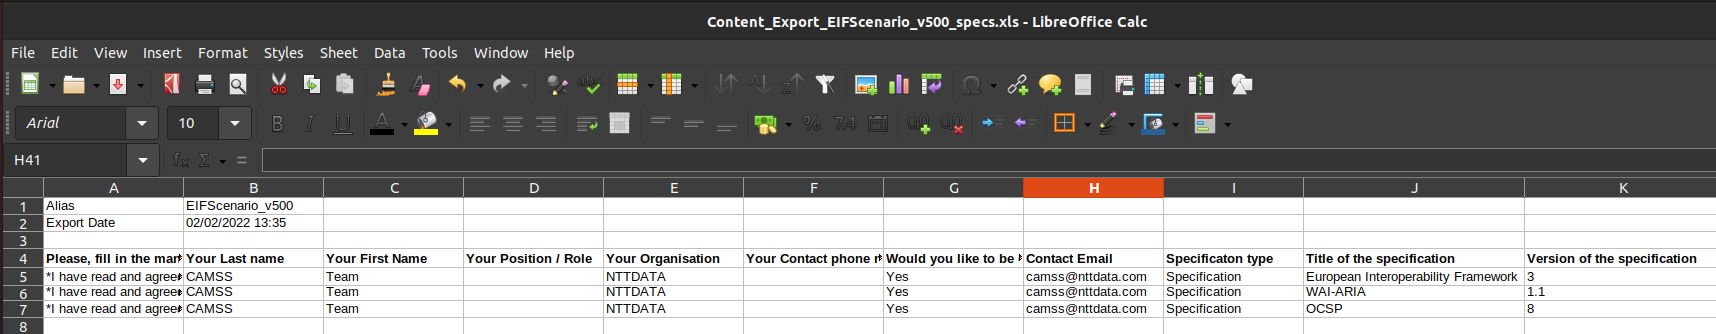 Content_Export_EIFScenario_v500_specs.xls - LibreOffice Calc
File Edit View Insert Format Styles Sheet Data Tools Window Help
Arial 10
H41
A B C D E F G H I J K
1 Alias EIFScenario_v500
2 Export Date 02/02/2022 13:35
3
4 Please, fill in the mar Your Last name Your First Name Your Position / Role Your Organisation Your Contact phone r Would you like to be Contact Email Specificaton type Title of the specification Version of the specification
5 *I have read and agree CAMSS Team NTTDATA Yes camss@nttdata.com Specification European Interoperability Framework 3
6 *I have read and agree CAMSS Team NTTDATA Yes camss@nttdata.com Specification WAI-ARIA 1.1
7 *I have read and agree CAMSS Team NTTDATA Yes camss@nttdata.com Specification OCSP 8
8